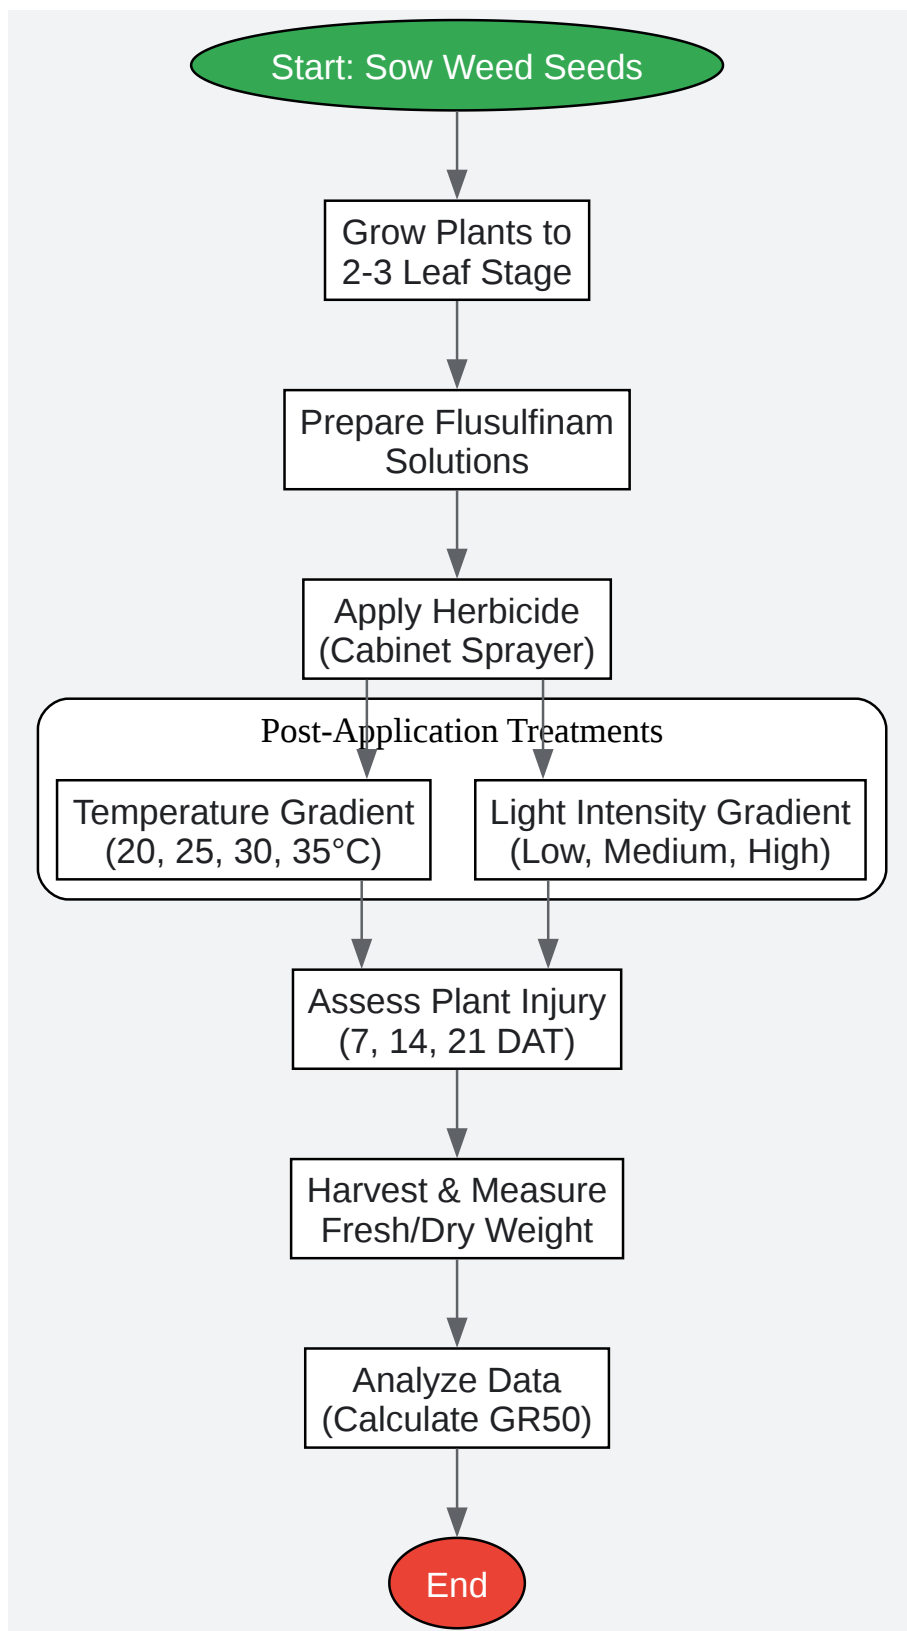 Start: Sow Weed Seeds
Grow Plants to
2-3 Leaf Stage
Prepare Flusulfinam
Solutions
Apply Herbicide
(Cabinet Sprayer)
Post-Application Treatments
Temperature Gradient
(20, 25, 30, 35°C)
Light Intensity Gradient
(Low, Medium, High)
Assess Plant Injury
(7, 14, 21 DAT)
Harvest & Measure
Fresh/Dry Weight
Analyze Data
(Calculate GR50)
End